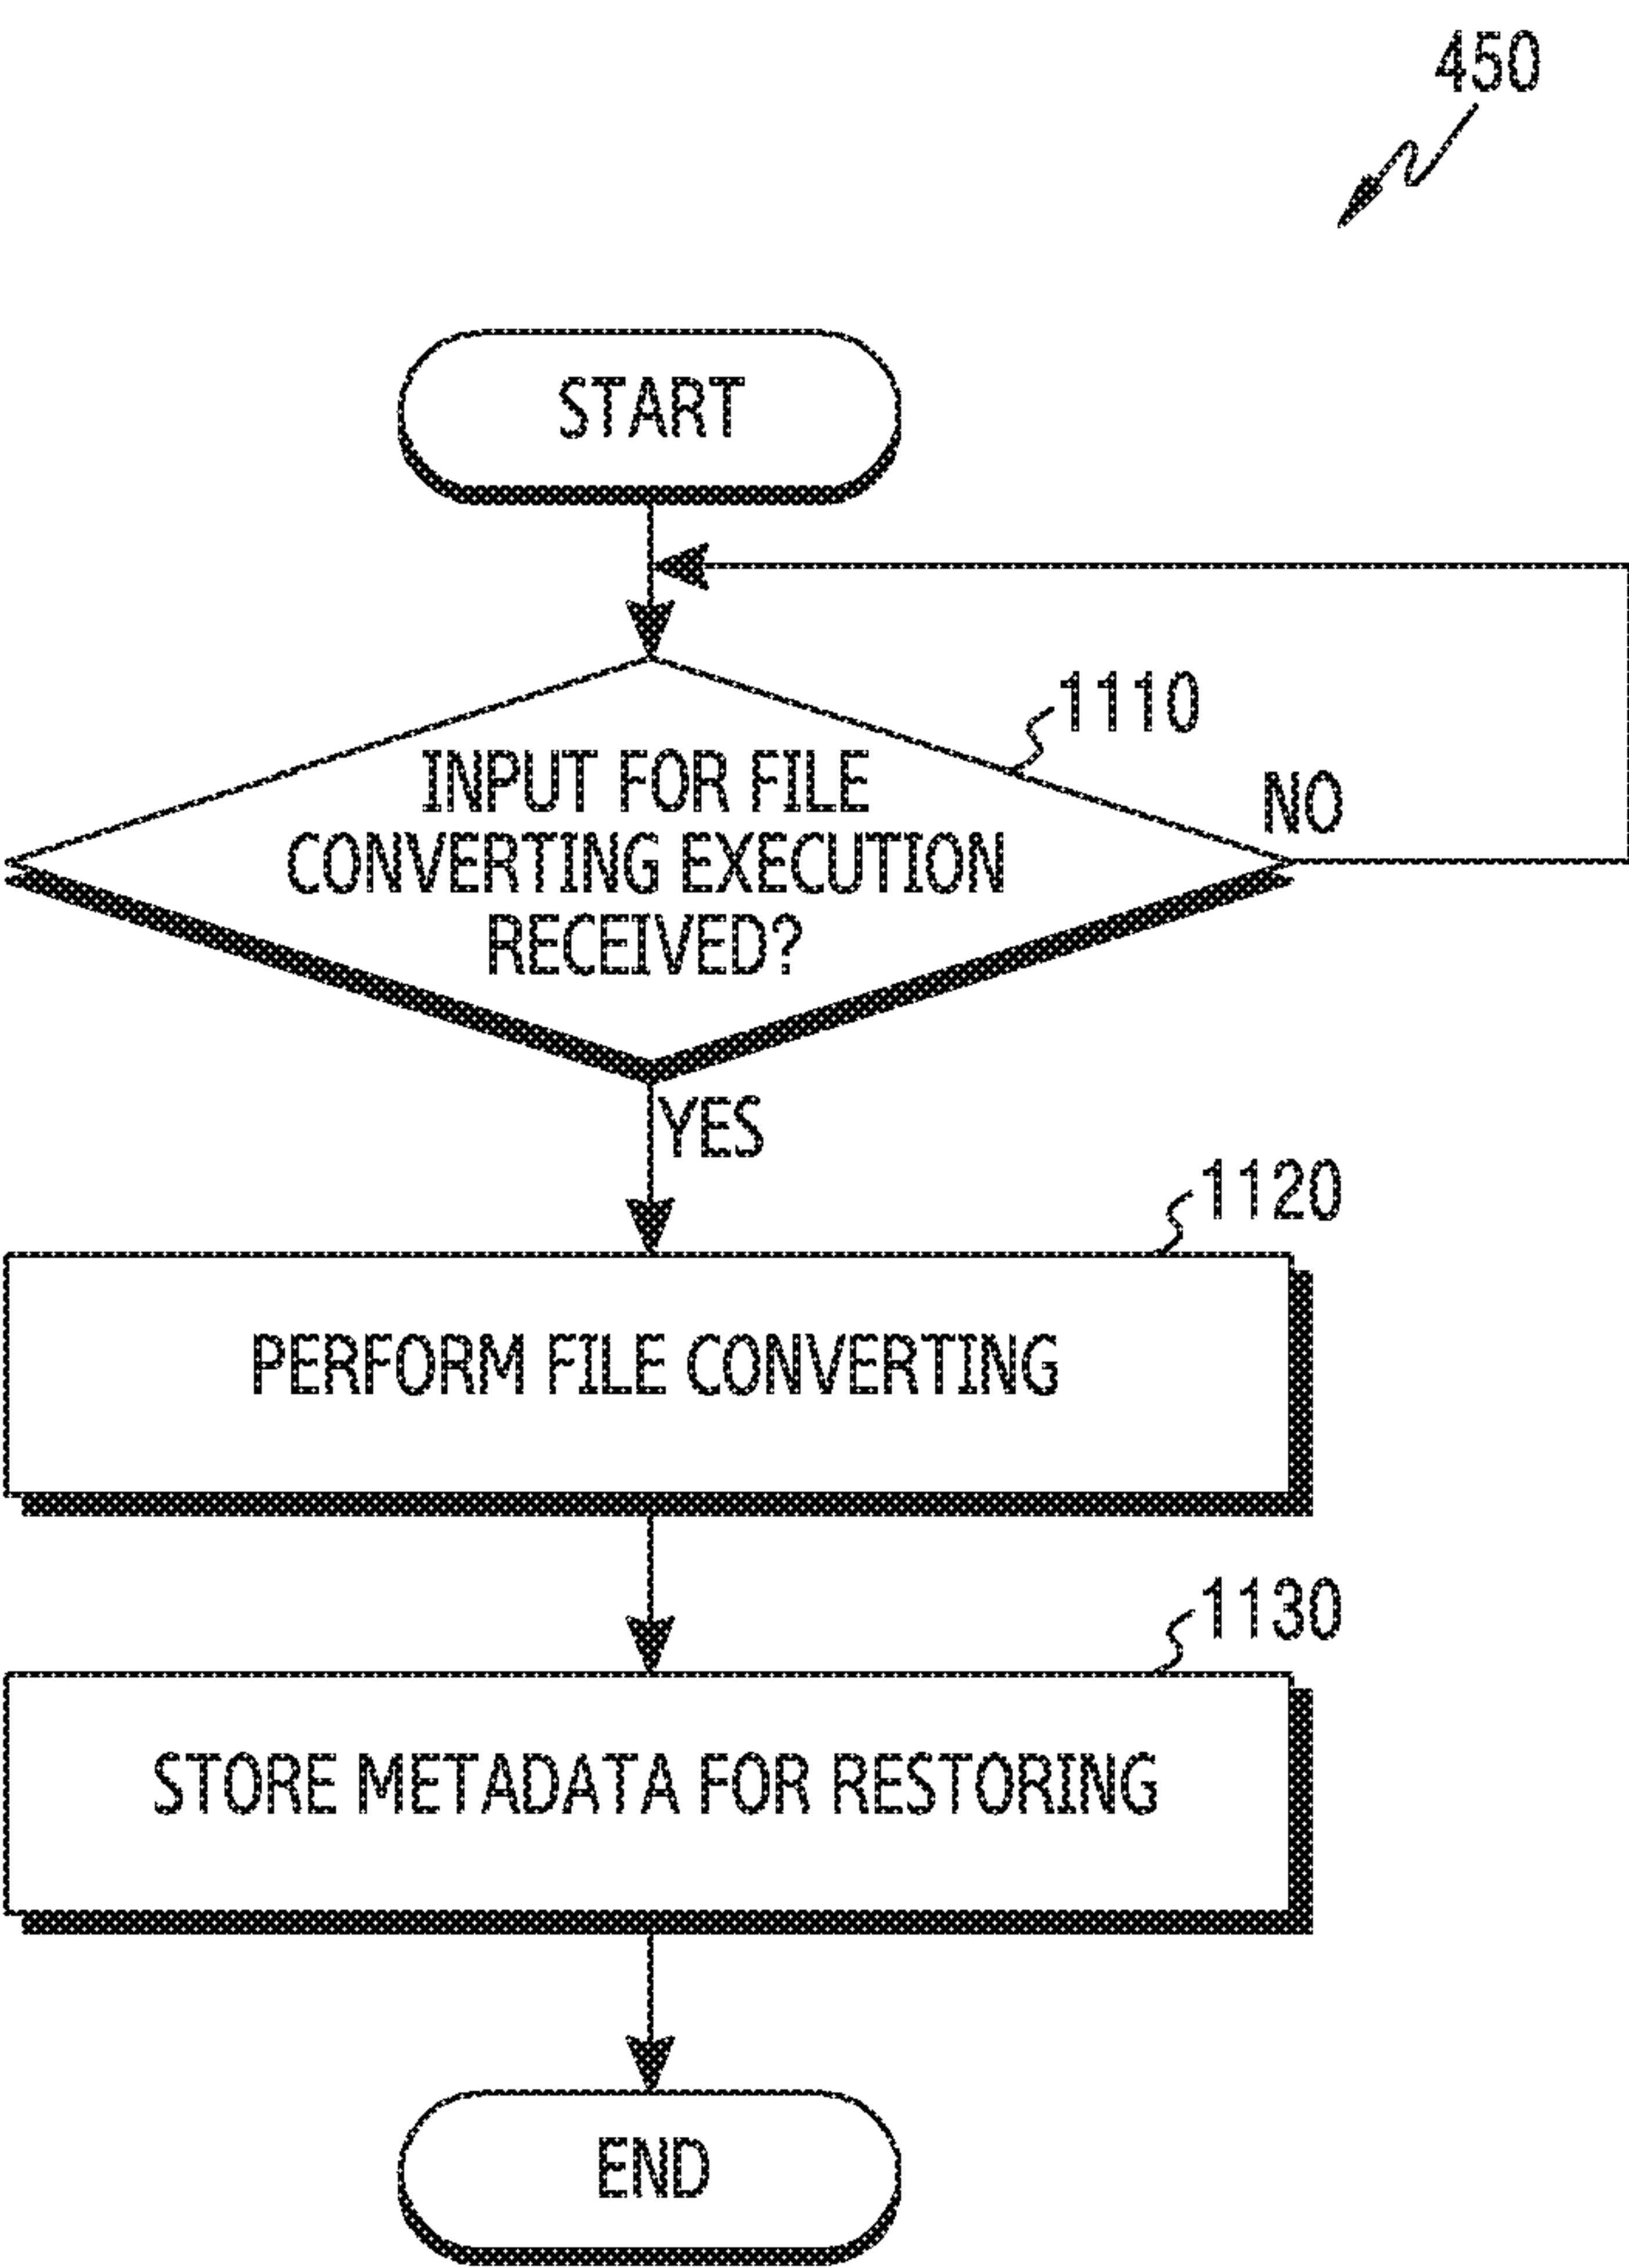 450
START
1110
INPUT FOR FILE
NO
CONVERTING EXECUTION
RECEIVED?
YES
1120
PERFORM FILE CONVERTING
1130
STORE METADATA FOR RESTORING
END